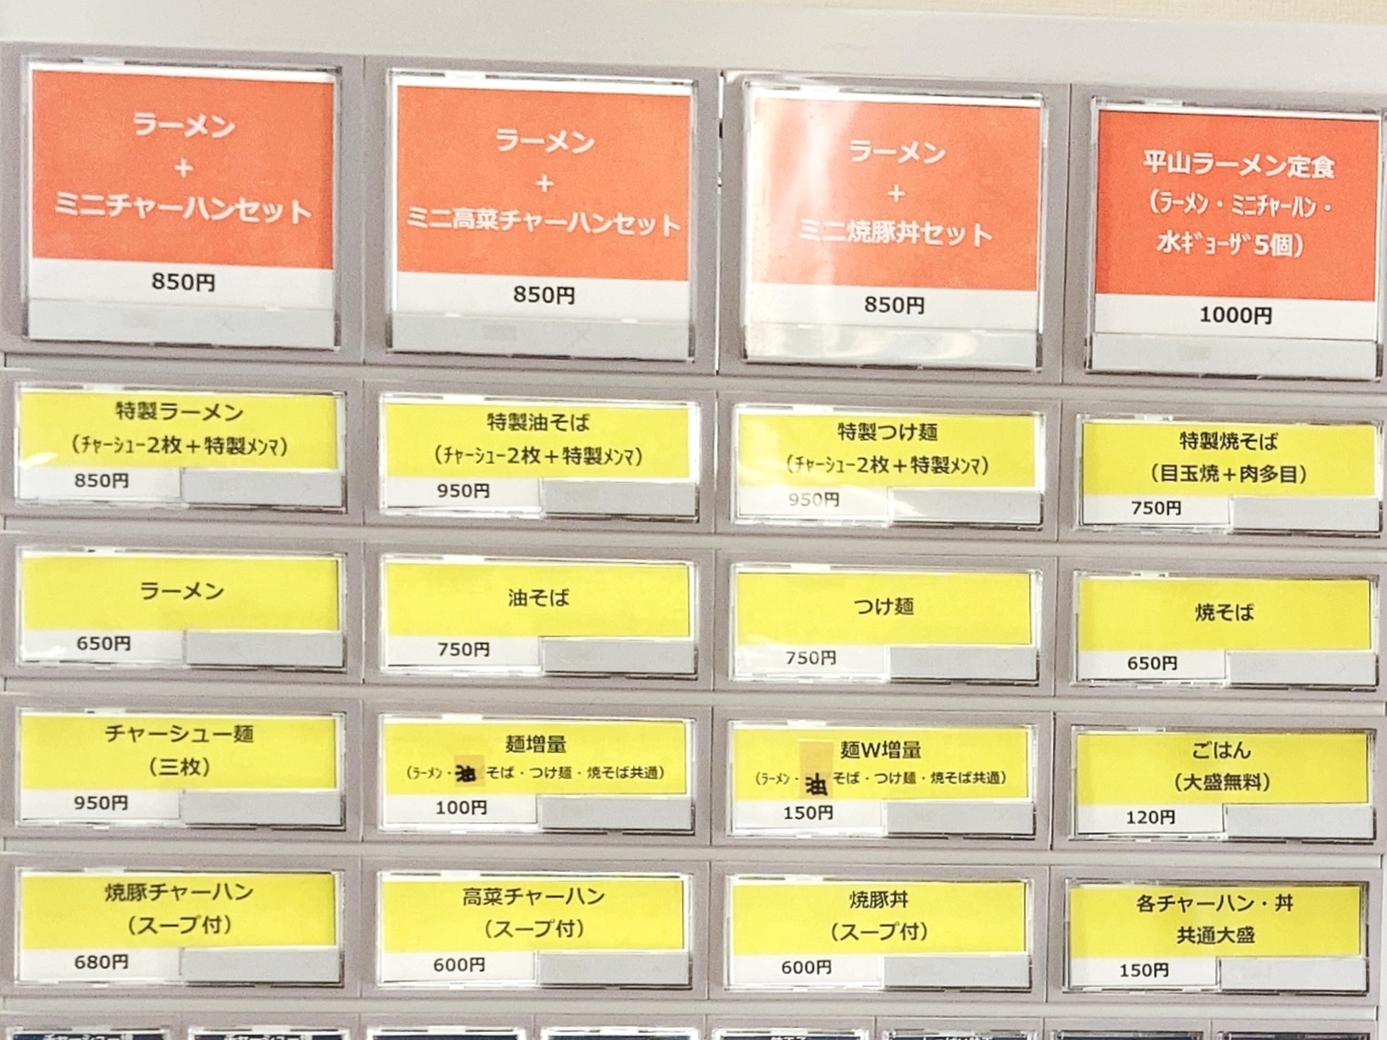 ラーメン
+
ミニチャーハンセット
850円
ラーメン
+
ミニ高菜チャーハンセット
850円
ラーメン
+
ミニ焼豚丼セット
850円
平山ラーメン定食
(ﾗｰﾒﾝ・ﾐﾆﾁｬｰﾊﾝ・
水ｷﾞｮｰｻﾞ5個)
1000円
特製ラーメン
(ﾁｬｰｼｭｰ2枚＋特製ﾒﾝﾏ)
850円
特製油そば
(ﾁｬｰｼｭｰ2枚＋特製ﾒﾝﾏ)
950円
特製つけ麺
(ﾁｬｰｼｭｰ2枚＋特製ﾒﾝﾏ)
950円
特製焼そば
(目玉焼＋肉多目)
750円
ラーメン
650円
油そば
750円
つけ麺
750円
焼そば
650円
チャーシュー麺
(三枚)
950円
麺増量
(ﾗｰﾒﾝ・油そば・つけ麺・焼そば共通)
100円
麺W増量
(ﾗｰﾒﾝ・油そば・つけ麺・焼そば共通)
150円
ごはん
(大盛無料)
120円
焼豚チャーハン
(スープ付)
680円
高菜チャーハン
(スープ付)
600円
焼豚丼
(スープ付)
600円
各チャーハン・丼
共通大盛
150円